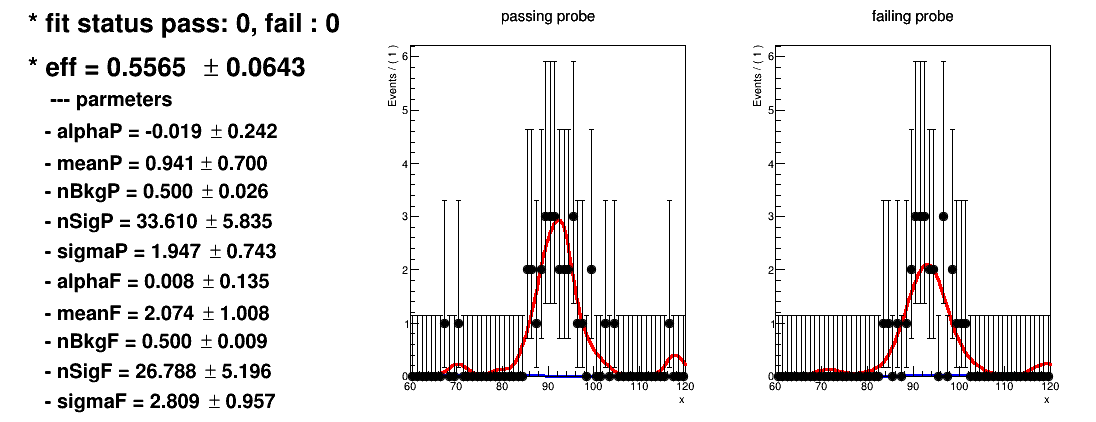 * fit status pass: 0, fail : 0
* eff = 0.5565 ± 0.0643
--- parmeters
- alphaP = -0.019 ± 0.242
- meanP = 0.941 ± 0.700
- nBkgP = 0.500 ± 0.026
- nSigP = 33.610 ± 5.835
- sigmaP = 1.947 ± 0.743
- alphaF = 0.008 ± 0.135
- meanF = 2.074 ± 1.008
- nBkgF = 0.500 ± 0.009
- nSigF = 26.788 ± 5.196
- sigmaF = 2.809 ± 0.957
passing probe
Events / ( 1 )
6
5
4
3
2
1
0
60 70 80 90 100 110 120
x
failing probe
Events / ( 1 )
6
5
4
3
2
1
0
60 70 80 90 100 110 120
x